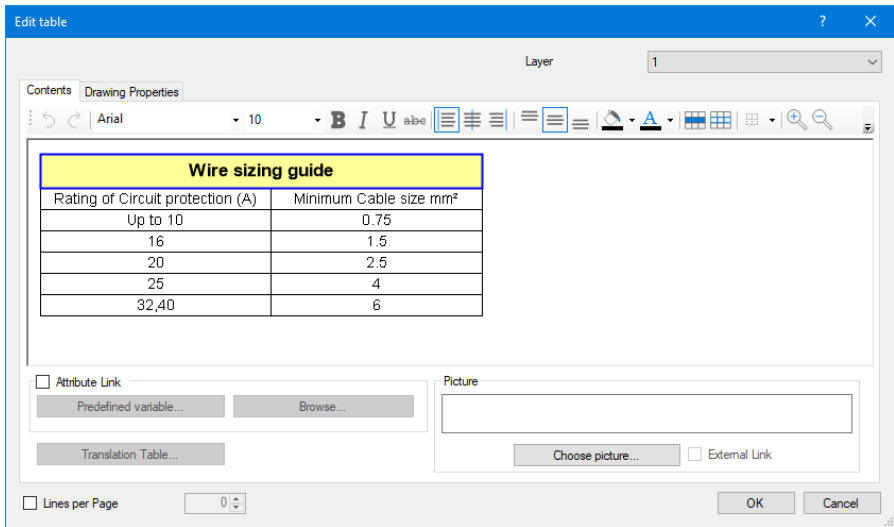 Edit table ? ×
Layer 1
Contents Drawing Properties
Arial 10 B I U abc A
Wire sizing guide
Rating of Circuit protection (A) Minimum Cable size mm²
Up to 10 0.75
16 1.5
20 2.5
25 4
32,40 6
Attribute Link Picture
Predefined variable... Browse...
Translation Table... Choose picture... External Link
Lines per Page 0 OK Cancel